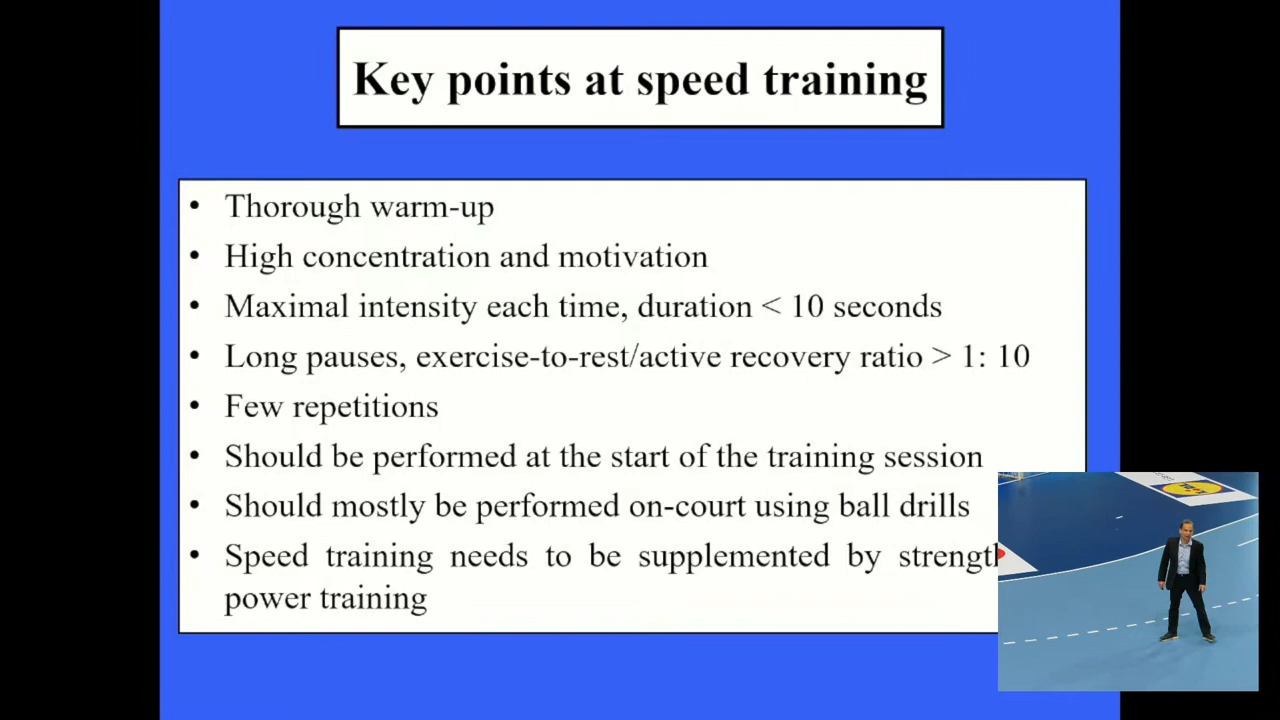 Key points at speed training
• Thorough warm-up
• High concentration and motivation
• Maximal intensity each time, duration < 10 seconds
• Long pauses, exercise-to-rest/active recovery ratio > 1: 10
• Few repetitions
• Should be performed at the start of the training session
• Should mostly be performed on-court using ball drills
• Speed training needs to be supplemented by strength
power training